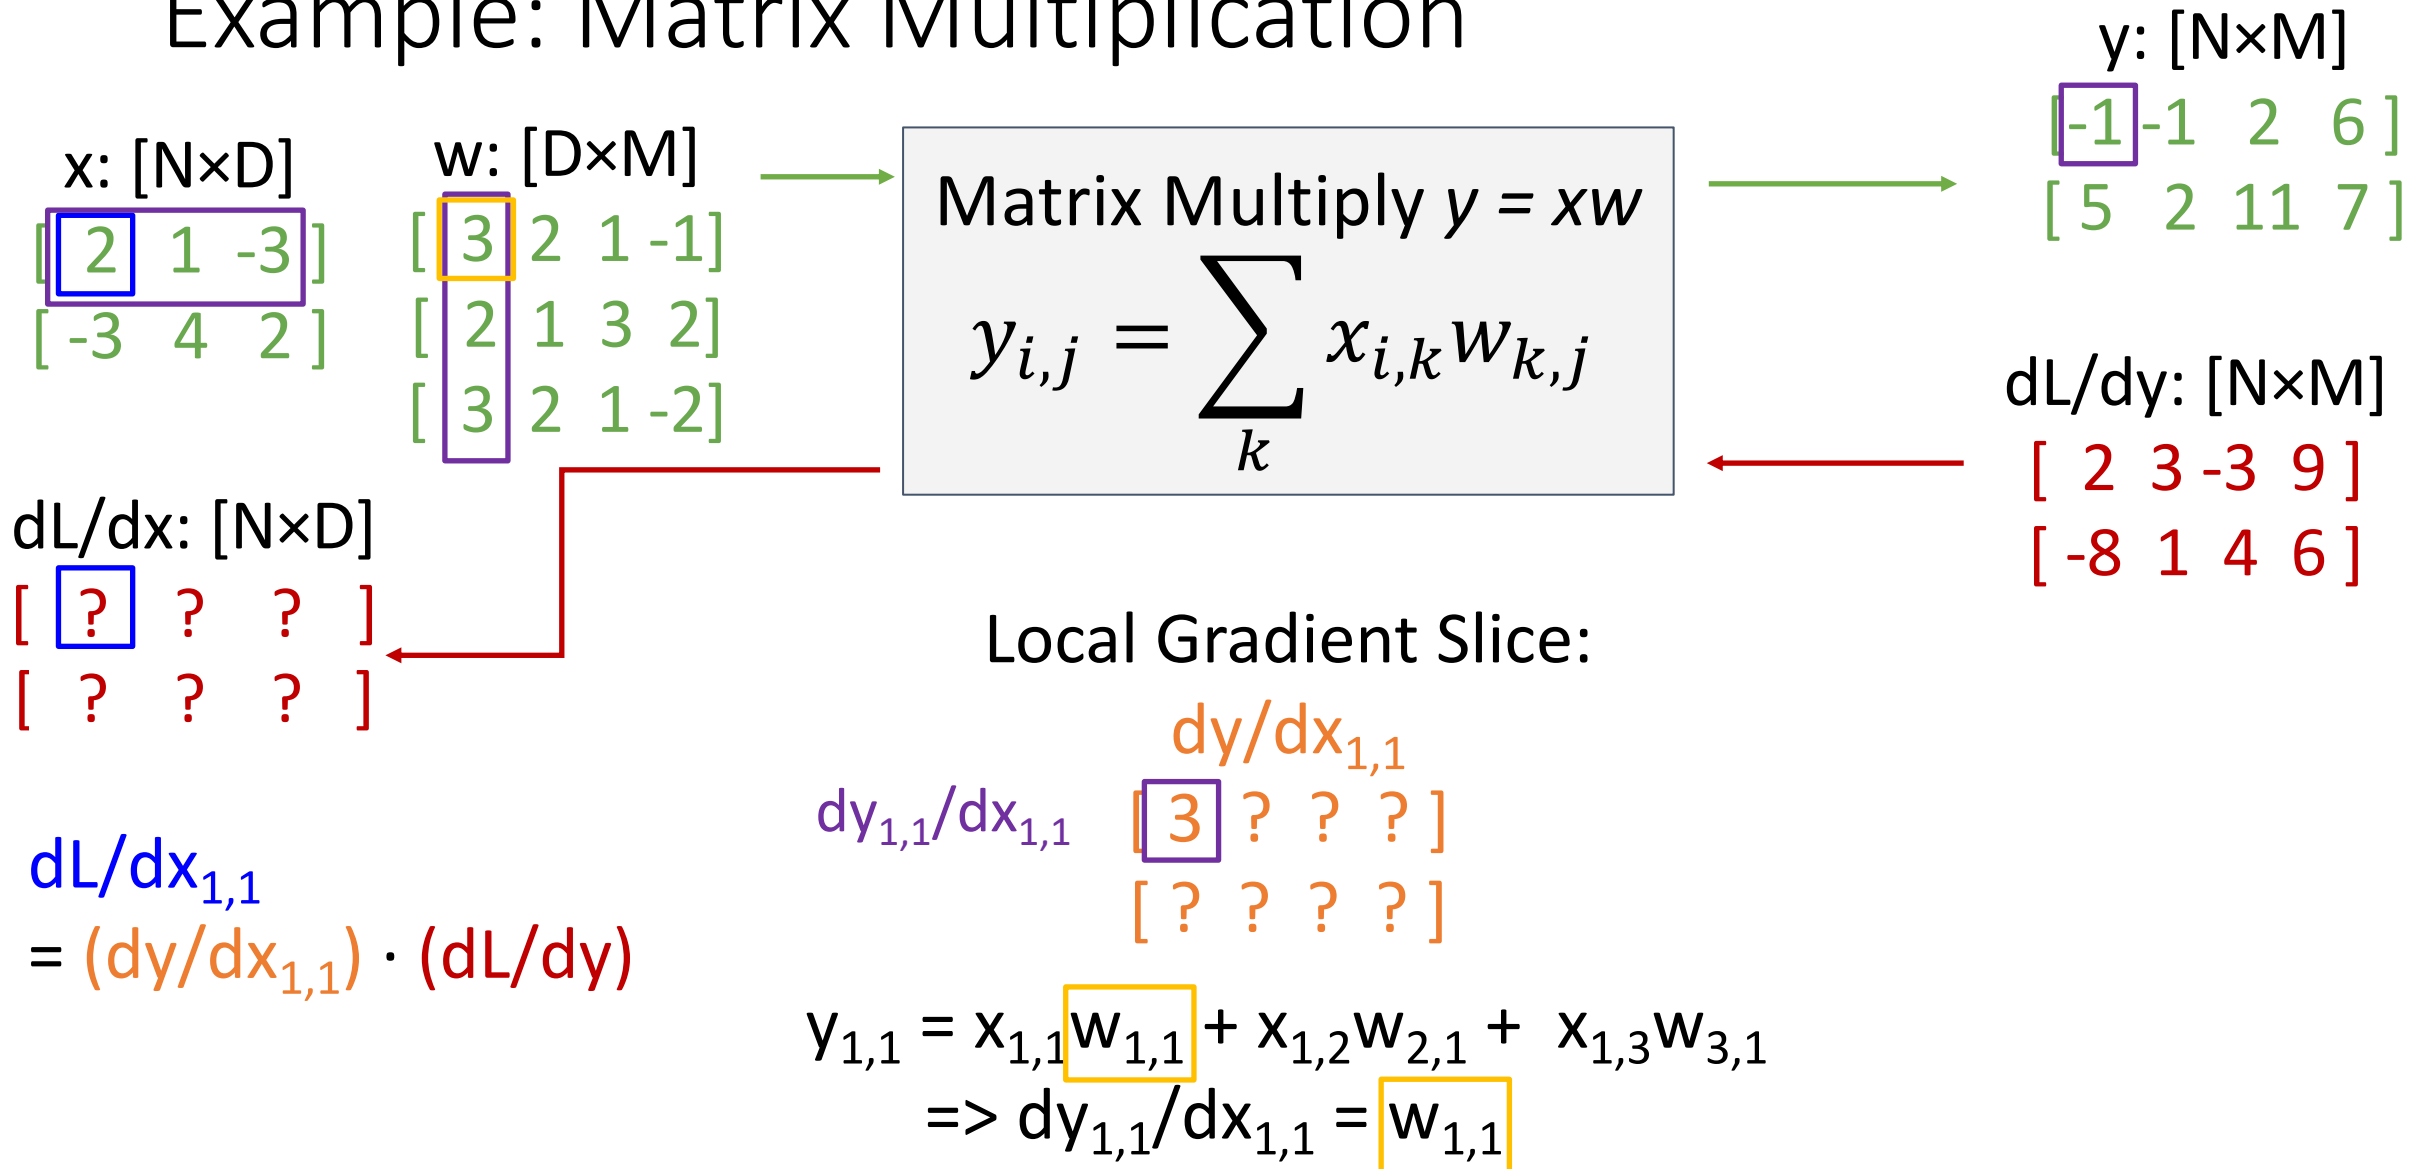 Example: Matrix Multiplication
x: [N×D]
[ 2 1 -3 ]
[ -3 4 2 ]
w: [D×M]
[ 3 2 1 -1]
[ 2 1 3 2]
[ 3 2 1 -2]
Matrix Multiply y = xw
y_{i,j} = ∑_k x_{i,k}w_{k,j}
y: [N×M]
[ -1 -1 2 6 ]
[ 5 2 11 7 ]
dL/dy: [N×M]
[ 2 3 -3 9 ]
[ -8 1 4 6 ]
dL/dx: [N×D]
[ ? ? ? ]
[ ? ? ? ]
Local Gradient Slice:
dy/dx_{1,1}
dy_{1,1}/dx_{1,1} [ 3 ? ? ? ]
[ ? ? ? ? ]
dL/dx_{1,1}
= (dy/dx_{1,1}) · (dL/dy)
y_{1,1} = x_{1,1}w_{1,1} + x_{1,2}w_{2,1} + x_{1,3}w_{3,1}
=> dy_{1,1}/dx_{1,1} = w_{1,1}